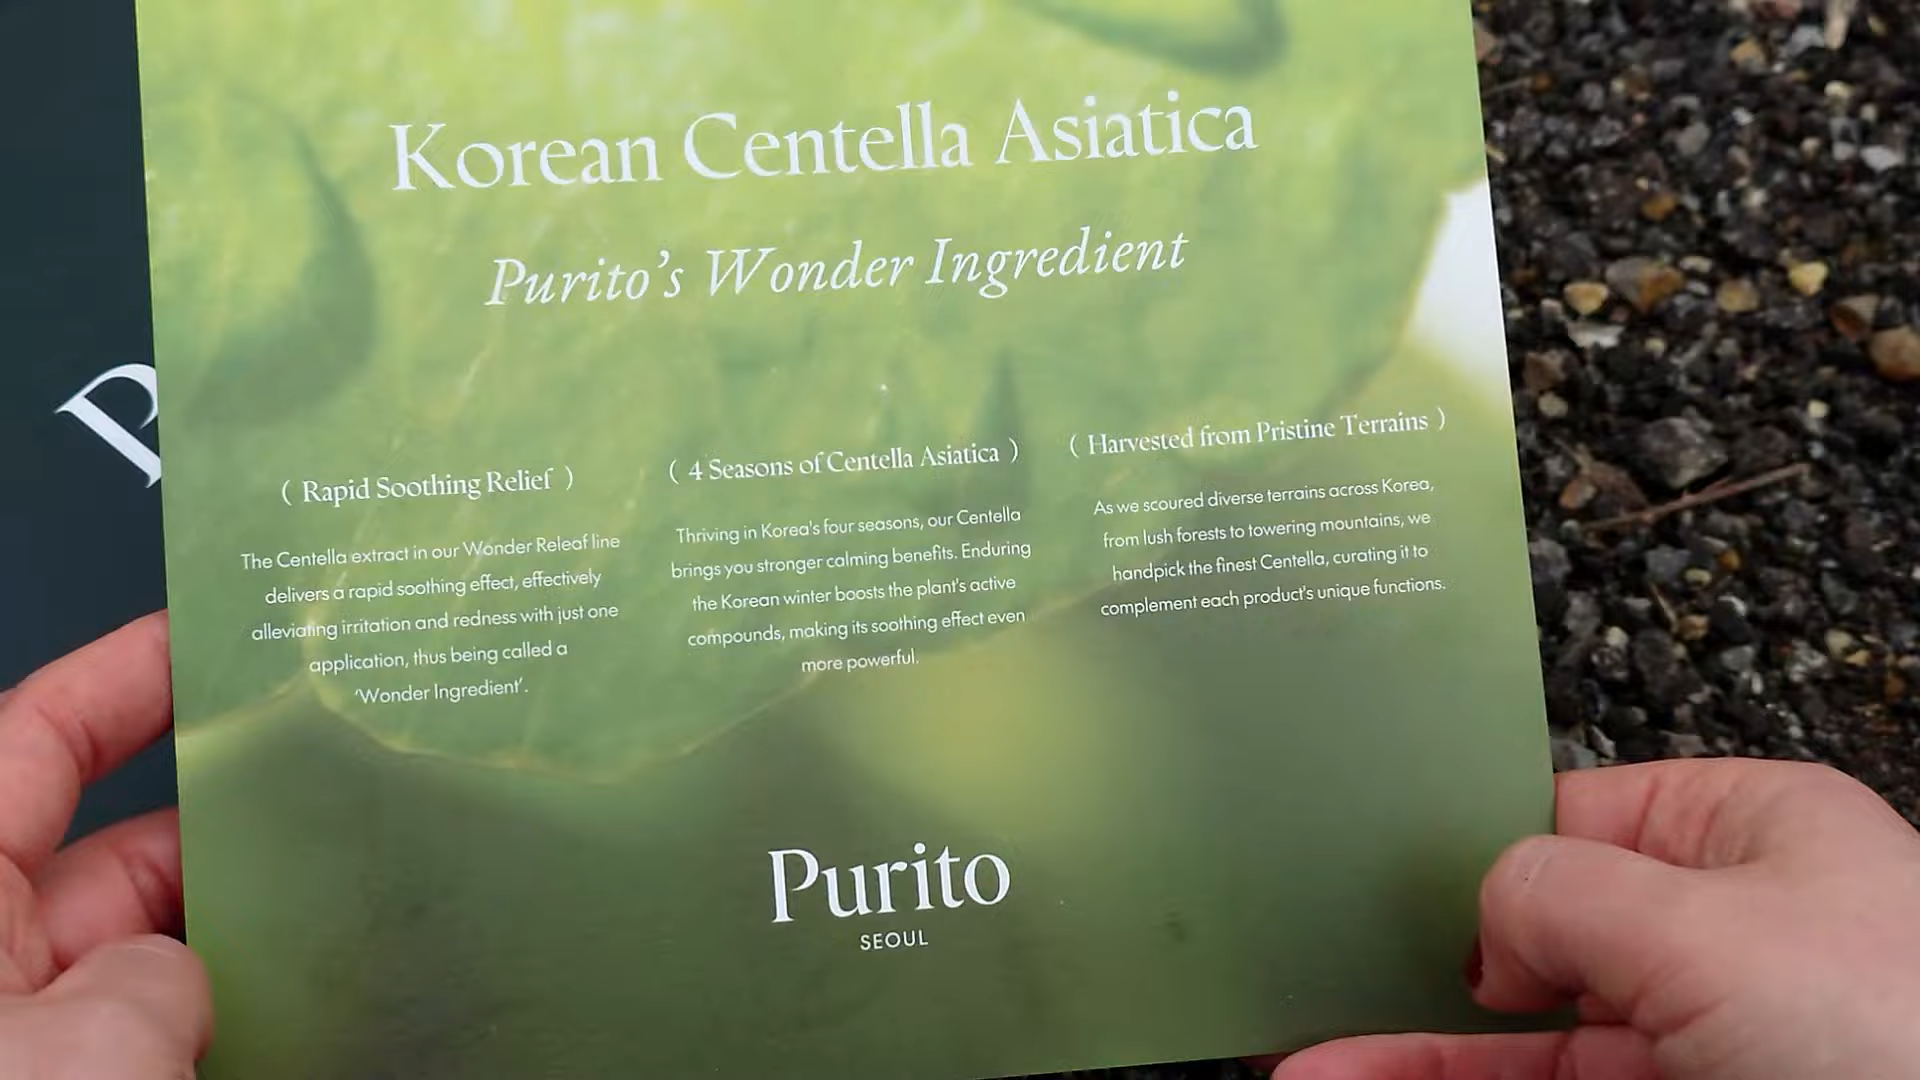 Korean Centella Asiatica
Purito's Wonder Ingredient
( Rapid Soothing Relief )
The Centella extract in our Wonder Releaf line
delivers a rapid soothing effect, effectively
alleviating irritation and redness with just one
application, thus being called a
'Wonder Ingredient'.
( 4 Seasons of Centella Asiatica )
Thriving in Korea's four seasons, our Centella
brings you stronger calming benefits. Enduring
the Korean winter boosts the plant's active
compounds, making its soothing effect even
more powerful.
( Harvested from Pristine Terrains )
As we scoured diverse terrains across Korea,
from lush forests to towering mountains, we
handpick the finest Centella, curating it to
complement each product's unique functions.
Purito
SEOUL